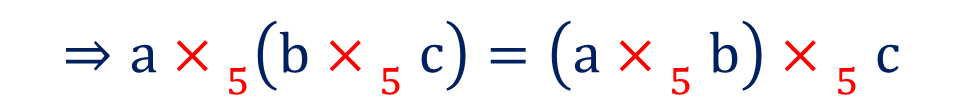 ⇒ a ×₅(b ×₅ c) = (a ×₅ b) ×₅ c